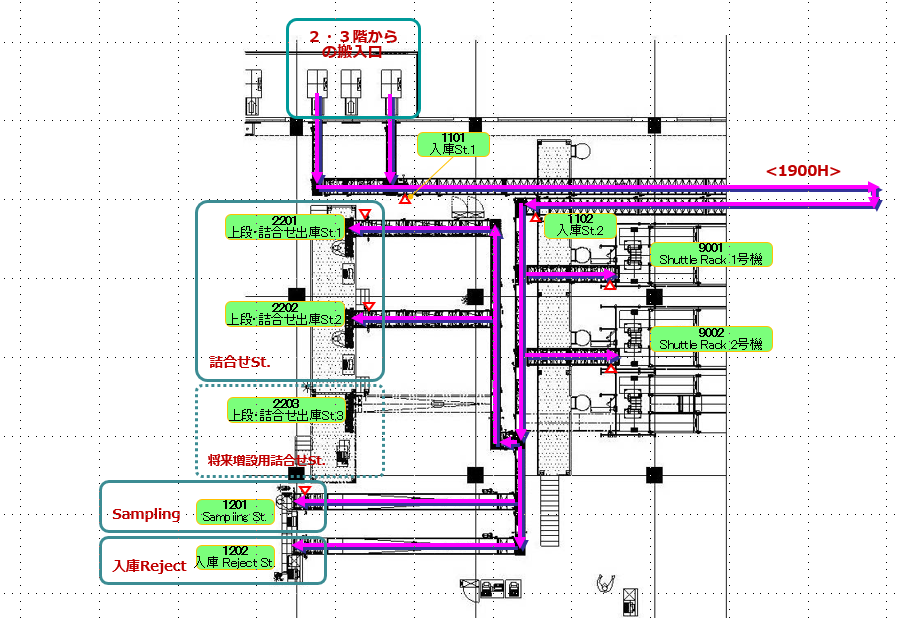 ２・３階から
の搬入口
1101
入庫St.1
<1900H>
2201
上段・詰合せ出庫St.1
1102
入庫St.2
9001
Shuttle Rack 1号機
2202
上段・詰合せ出庫St.2
9002
Shuttle Rack 2号機
詰合せSt.
2203
上段・詰合せ出庫St.3
将来増設用詰合せSt.
Sampling
1201
Sampling St.
入庫Reject
1202
入庫 Reject St